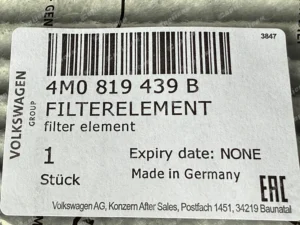 3847
VOLKSWAGEN
GROUP
4M0 819 439 B
FILTERELEMENT
filter element
1
Expiry date: NONE
Stück
Made in Germany
EAC
Volkswagen AG, Konzern After Sales, Postfach 1451, 34219 Baunatal